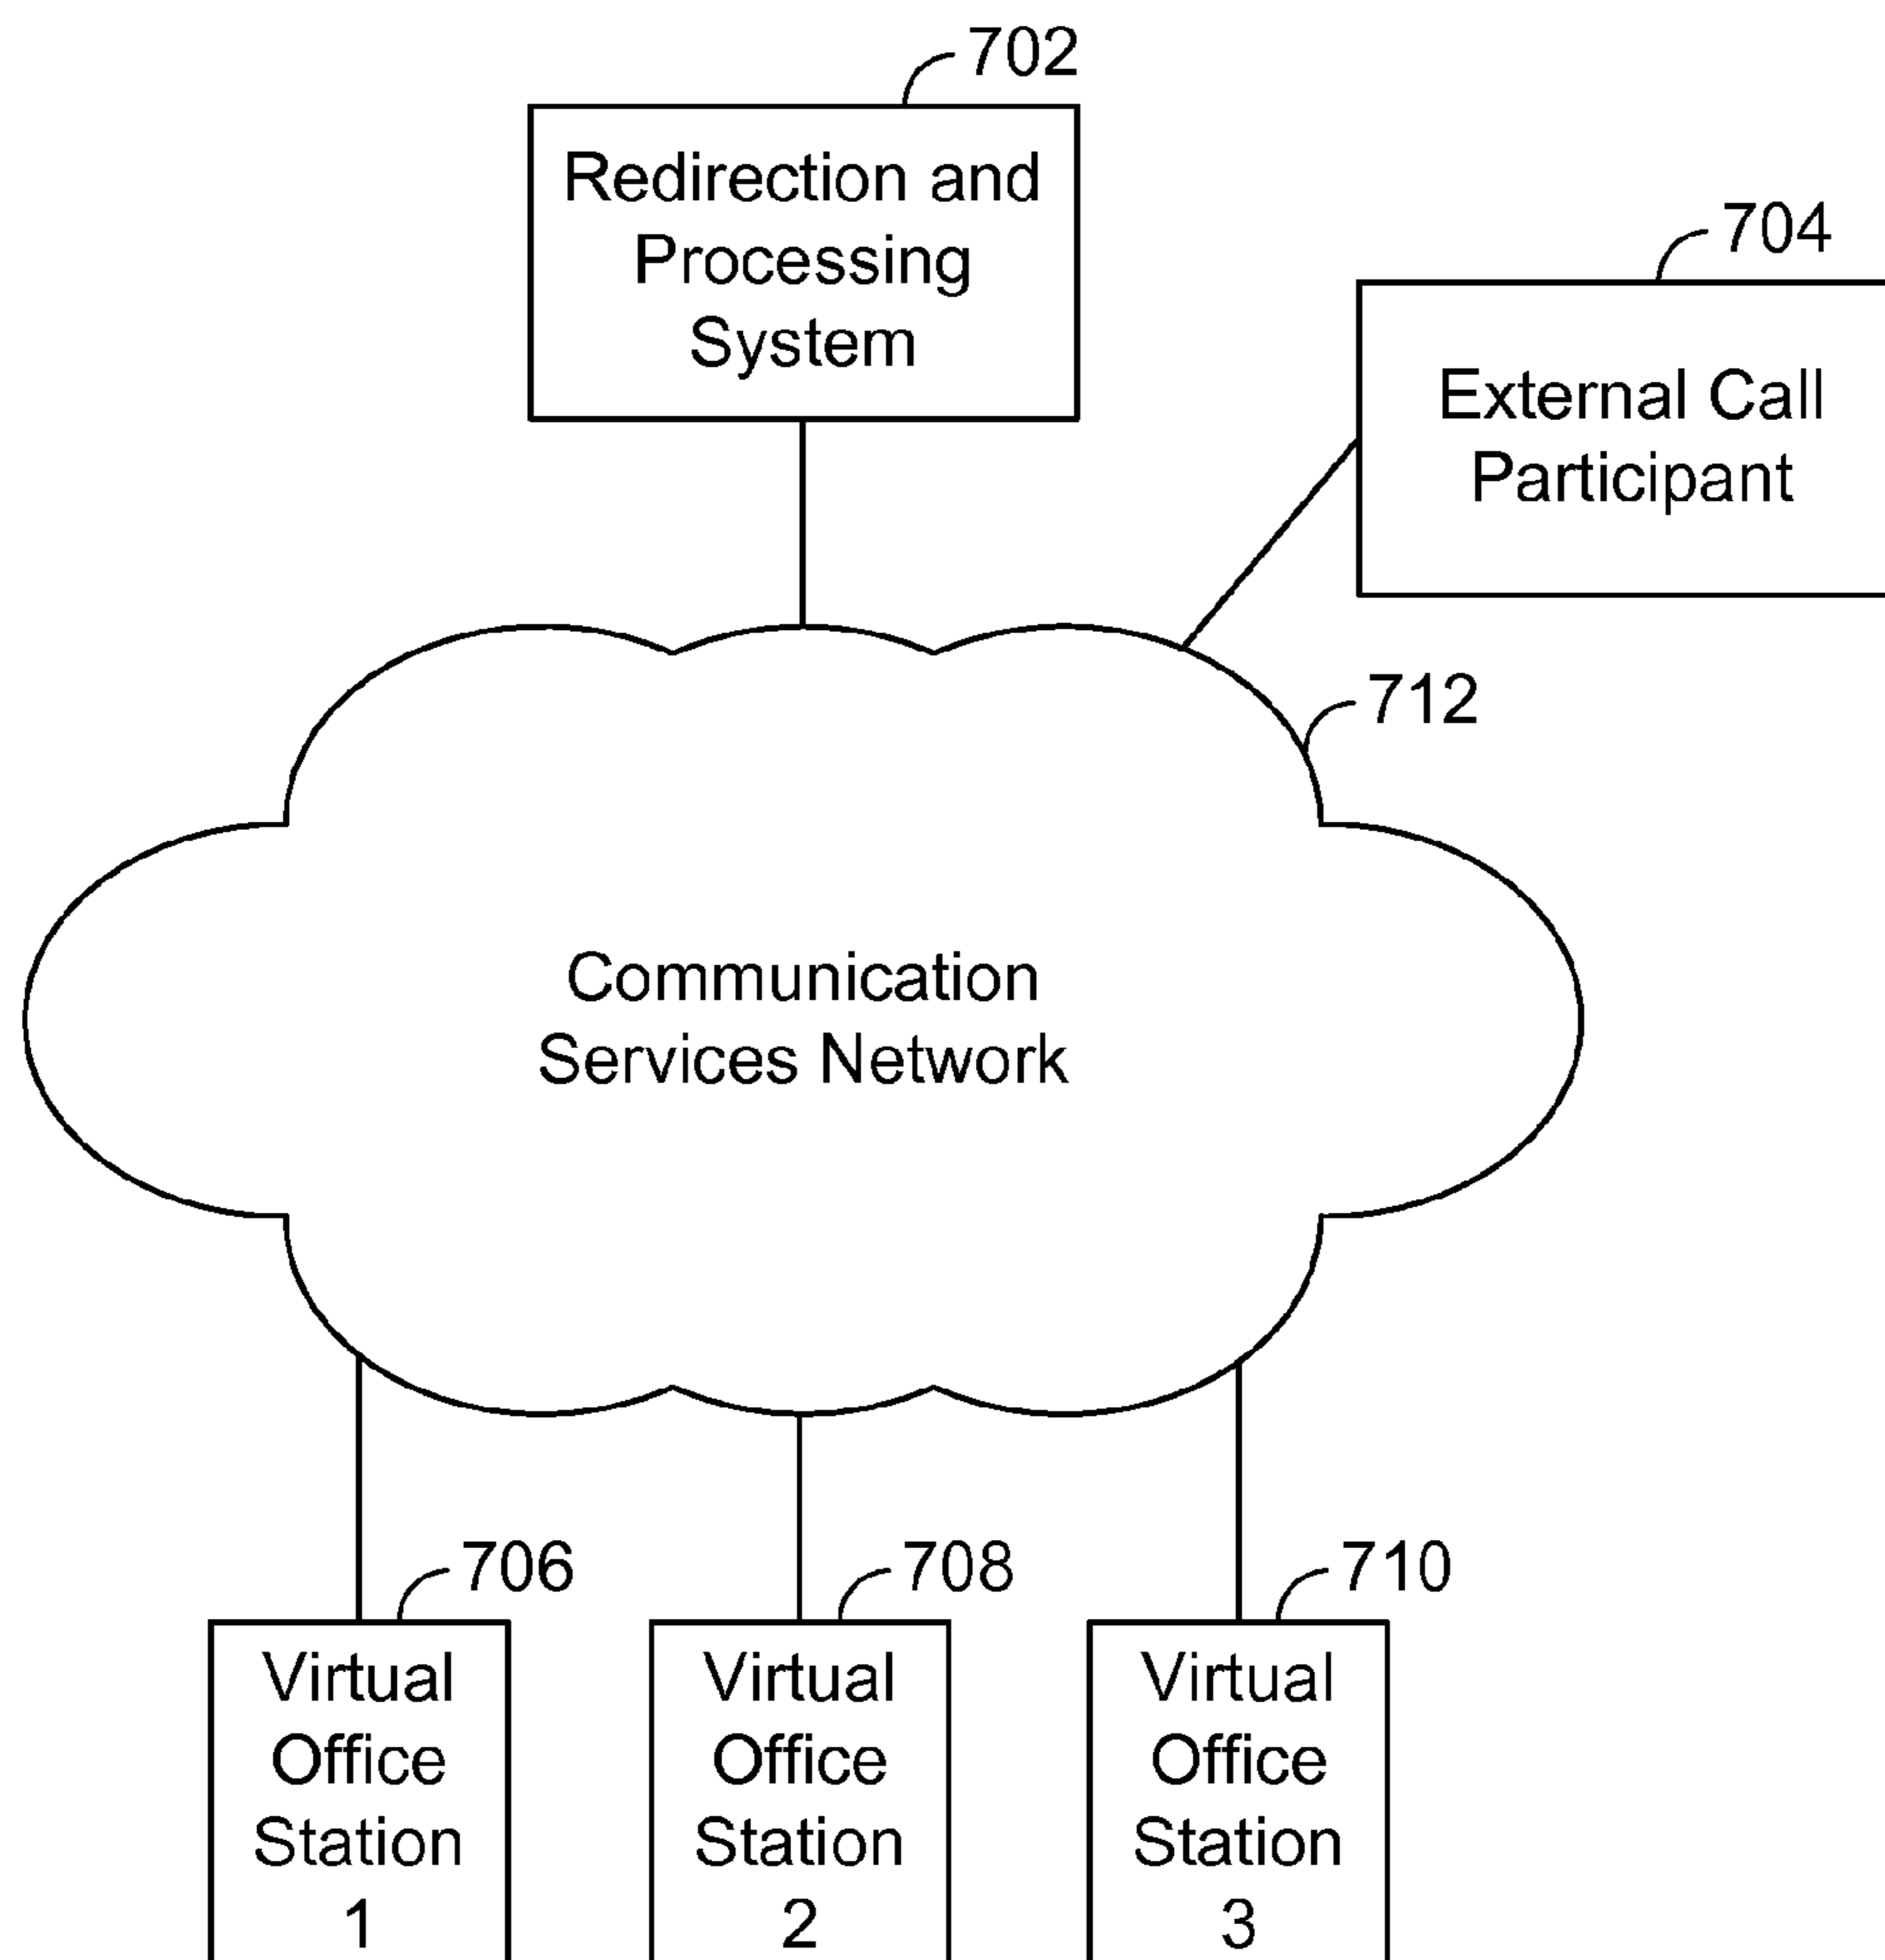 702
Redirection and
Processing
System
704
External Call
Participant
712
Communication
Services Network
706
Virtual
Office
Station
1
708
Virtual
Office
Station
2
710
Virtual
Office
Station
3